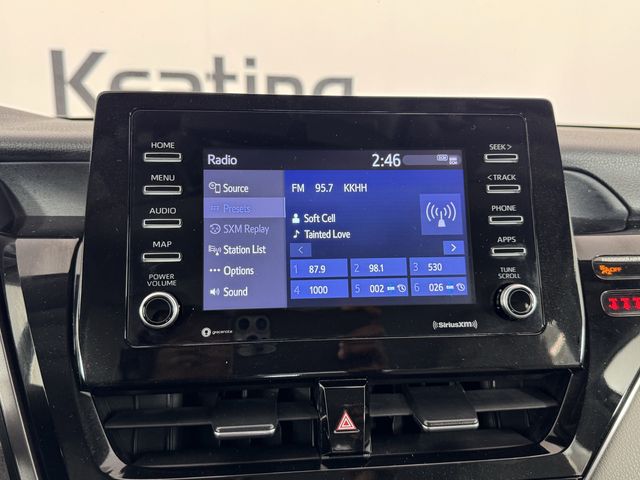 Keating
HOME
MENU
AUDIO
MAP
POWER
VOLUME
Radio
2:46
Source
Presets
SXM Replay
Station List
Options
Sound
FM 95.7 KKHH
Soft Cell
Tainted Love
<
>
1 87.9
2 98.1
3 530
4 1000
5 002
6 026
SEEK >
< TRACK
PHONE
APPS
TUNE
SCROLL
gracenote
SiriusXM
OFF